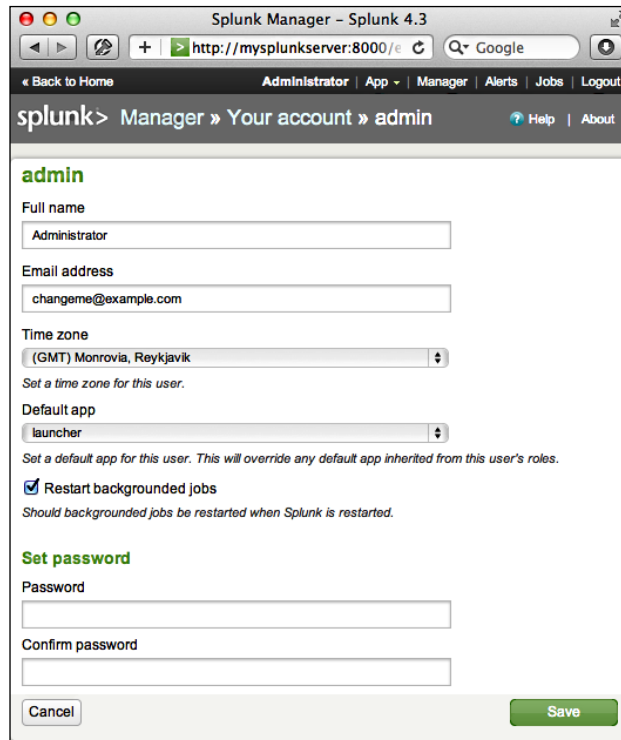 Splunk Manager – Splunk 4.3
http://mysplunkserver:8000/e
Google
« Back to Home
Administrator | App | Manager | Alerts | Jobs | Logout
splunk> Manager » Your account » admin
? Help | About
admin
Full name
Administrator
Email address
changeme@example.com
Time zone
(GMT) Monrovia, Reykjavik
Set a time zone for this user.
Default app
launcher
Set a default app for this user. This will override any default app inherited from this user's roles.
Restart backgrounded jobs
Should backgrounded jobs be restarted when Splunk is restarted.
Set password
Password
Confirm password
Cancel
Save